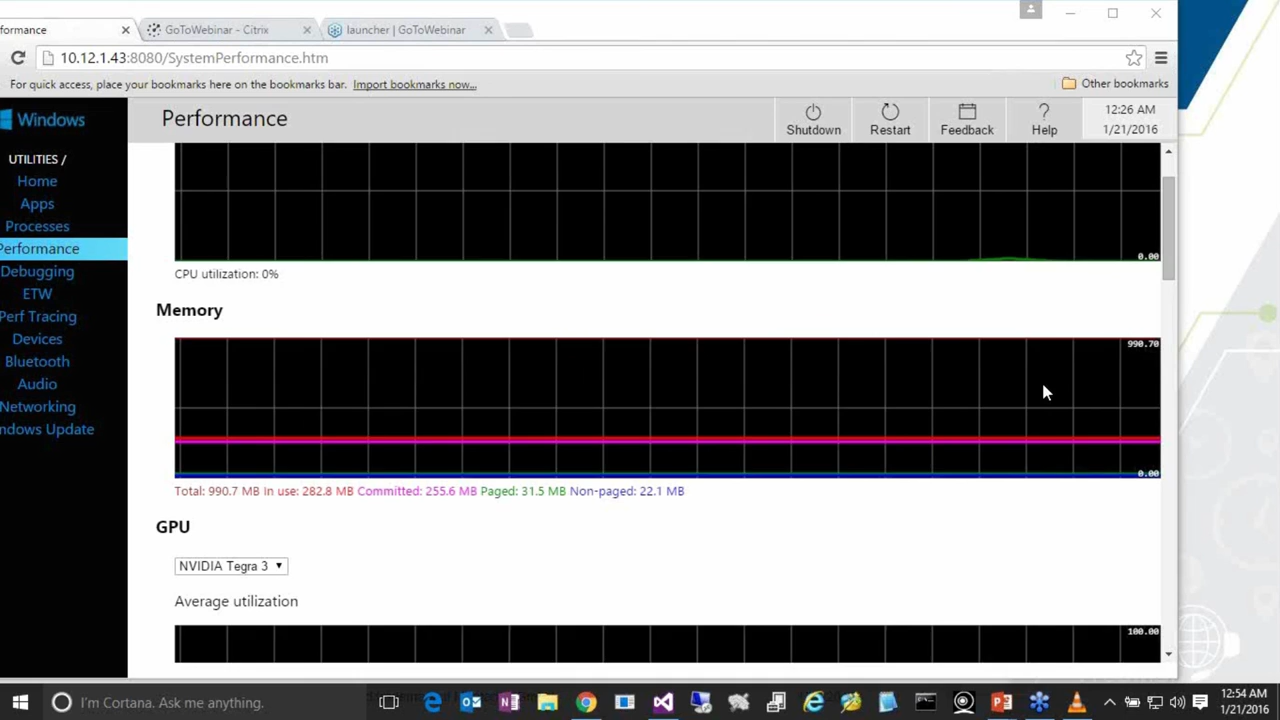 formance
GoToWebinar - Citrix
launcher | GoToWebinar
10.12.1.43:8080/SystemPerformance.htm
For quick access, place your bookmarks here on the bookmarks bar. Import bookmarks now...
Other bookmarks
Windows
Performance
Shutdown
Restart
Feedback
Help
12:26 AM
1/21/2016
UTILITIES /
Home
Apps
Processes
Performance
Debugging
ETW
Perf Tracing
Devices
Bluetooth
Audio
Networking
ndows Update
0.00
CPU utilization: 0%
Memory
990.70
0.00
Total: 990.7 MB In use: 282.8 MB Committed: 255.6 MB Paged: 31.5 MB Non-paged: 22.1 MB
GPU
NVIDIA Tegra 3
Average utilization
100.00
I'm Cortana. Ask me anything.
12:54 AM
1/21/2016